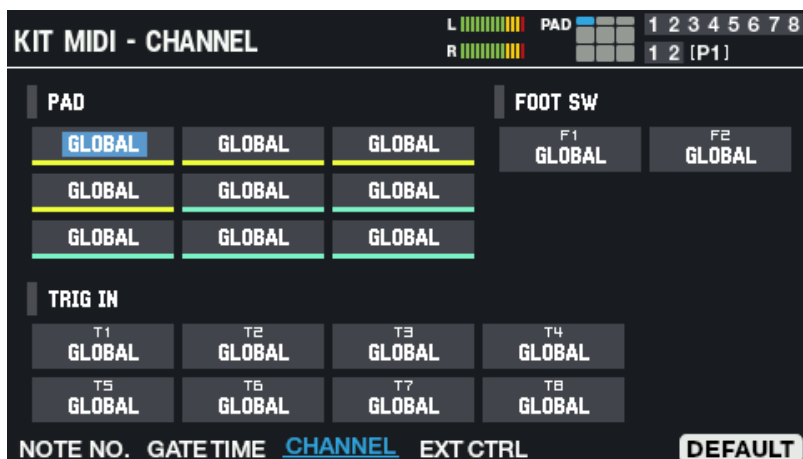 KIT MIDI - CHANNEL L PAD 1 2 3 4 5 6 7 8
R 1 2 [P1]
PAD FOOT SW
GLOBAL GLOBAL GLOBAL F1 GLOBAL F2 GLOBAL
GLOBAL GLOBAL GLOBAL
GLOBAL GLOBAL GLOBAL
TRIG IN
T1 T2 T3 T4
GLOBAL GLOBAL GLOBAL GLOBAL
T5 T6 T7 T8
GLOBAL GLOBAL GLOBAL GLOBAL
NOTE NO. GATE TIME CHANNEL EXT CTRL DEFAULT